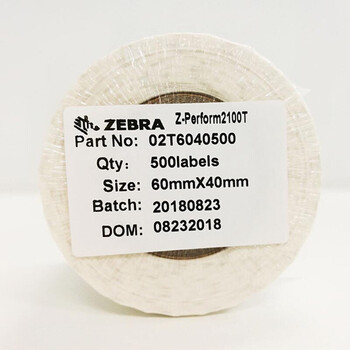 ZEBRA Z-Perform2100T
Part No: 02T6040500
Qty: 500labels
Size: 60mmX40mm
Batch: 20180823
DOM: 08232018